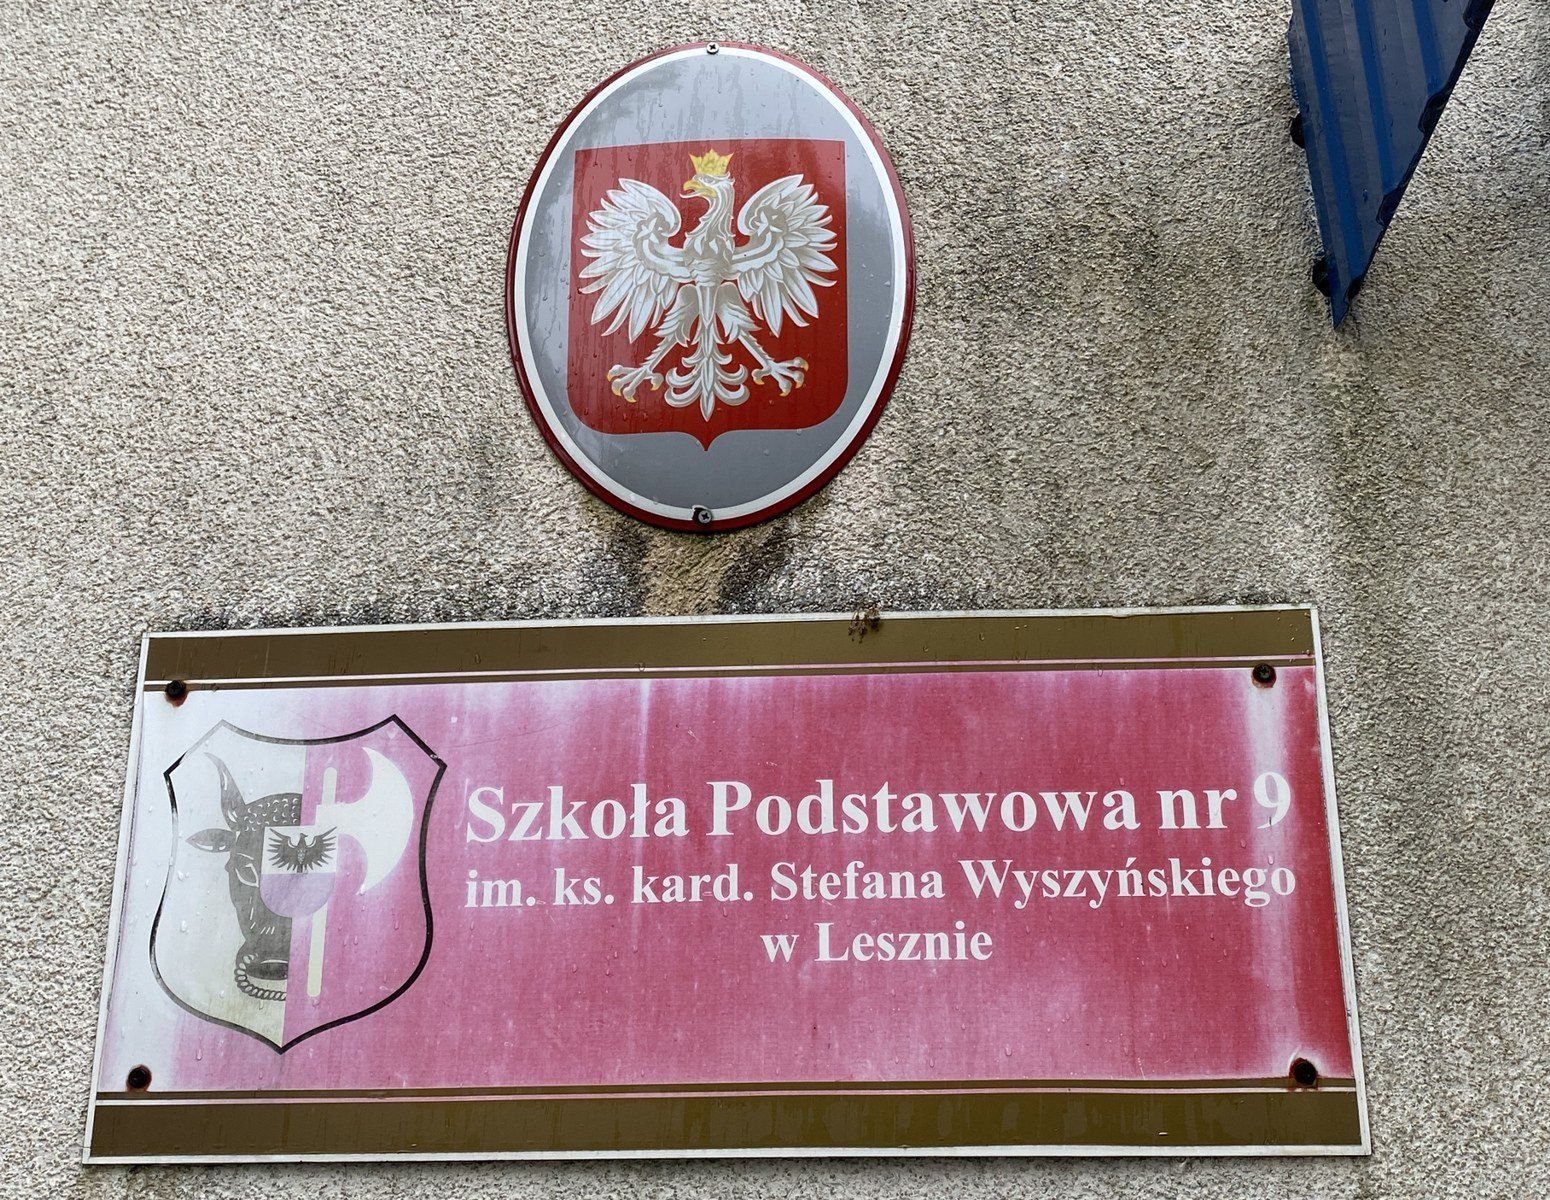 Szkoła Podstawowa nr 9
im. ks. kard. Stefana Wyszyńskiego
w Lesznie